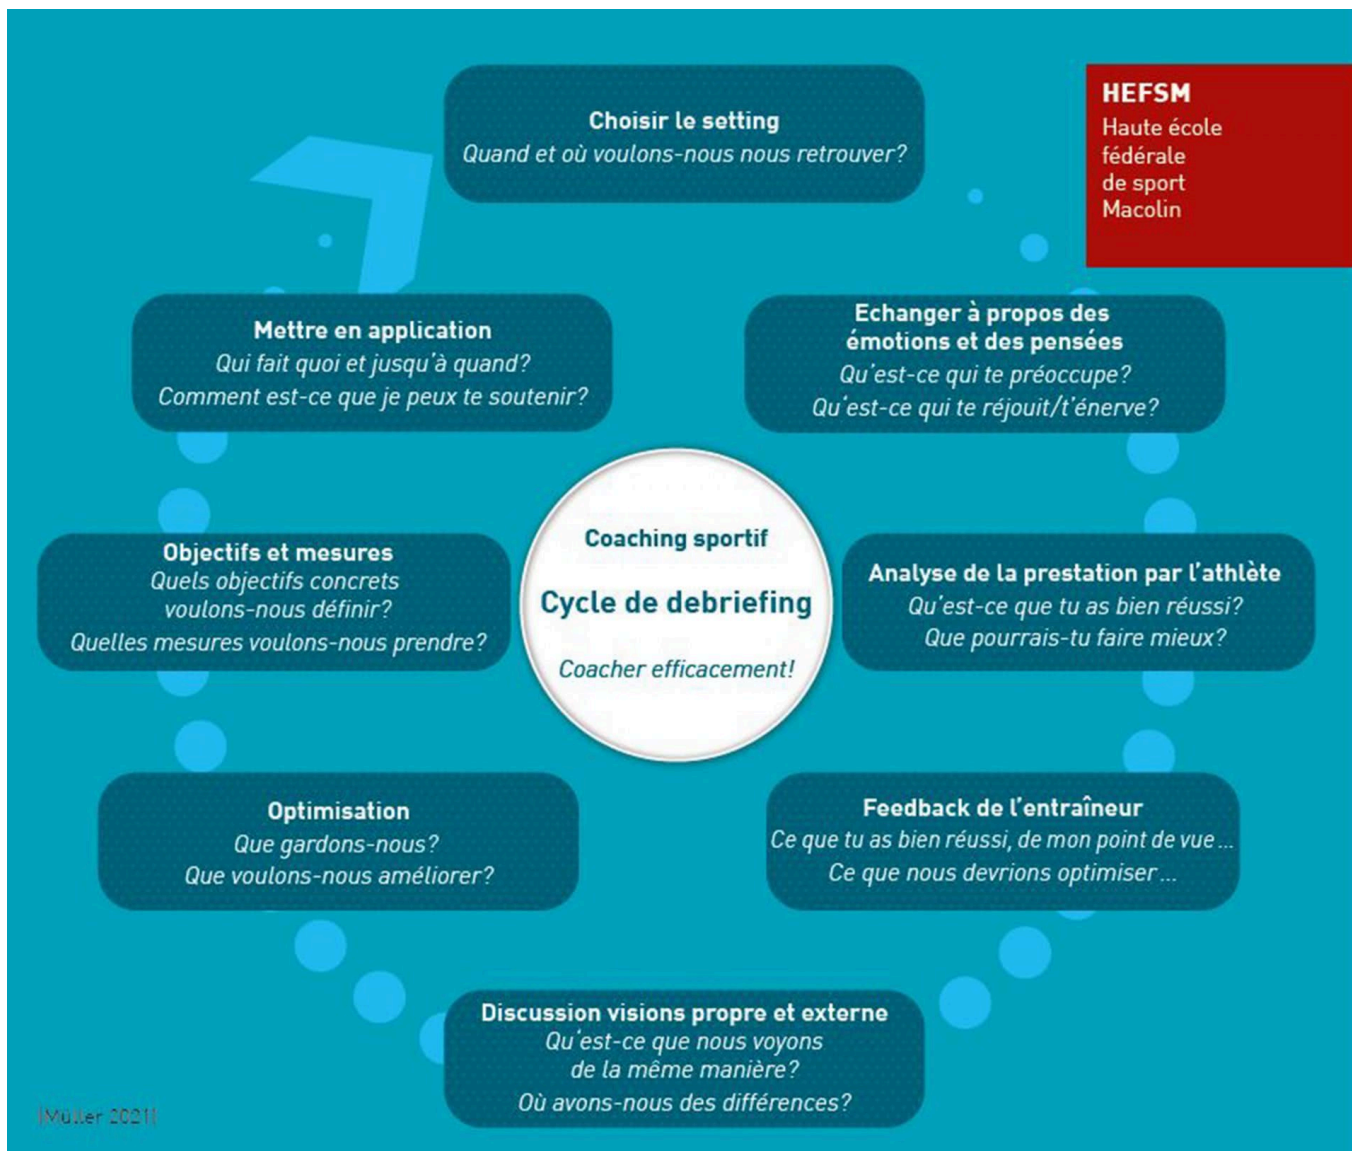 Choisir le setting
Quand et où voulons-nous nous retrouver?
HEFSM
Haute école
fédérale
de sport
Macolin
Echanger à propos des
émotions et des pensées
Qu'est-ce qui te préoccupe?
Qu'est-ce qui te réjouit/t'énerve?
Analyse de la prestation par l'athlète
Qu'est-ce que tu as bien réussi?
Que pourrais-tu faire mieux?
Feedback de l'entraîneur
Ce que tu as bien réussi, de mon point de vue ...
Ce que nous devrions optimiser ...
Discussion visions propre et externe
Qu'est-ce que nous voyons
de la même manière?
Où avons-nous des différences?
Optimisation
Que gardons-nous?
Que voulons-nous améliorer?
Objectifs et mesures
Quels objectifs concrets
voulons-nous définir?
Quelles mesures voulons-nous prendre?
Mettre en application
Qui fait quoi et jusqu'à quand?
Comment est-ce que je peux te soutenir?
Coaching sportif
Cycle de debriefing
Coacher efficacement!
(Müller 2021)